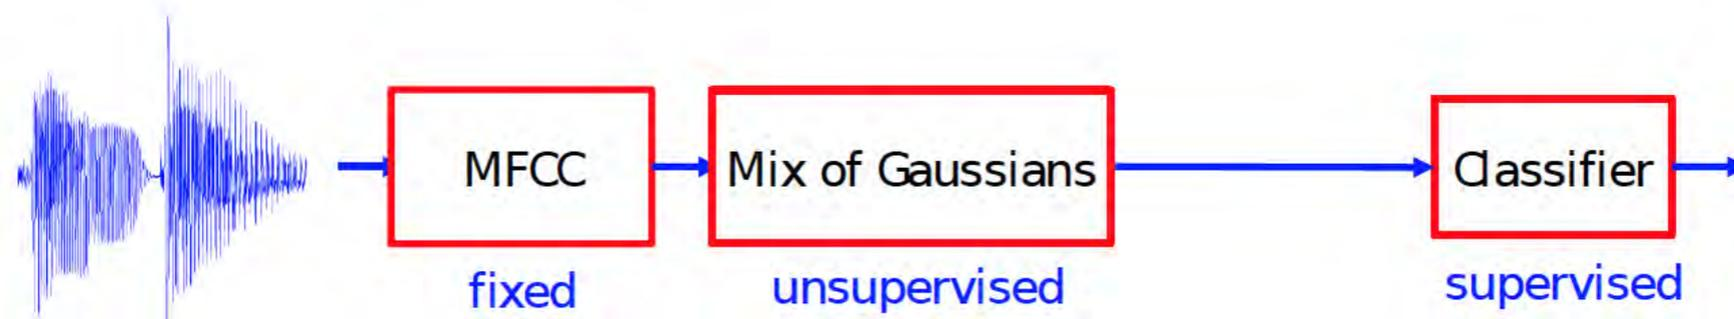 MFCC
Mix of Gaussians
Classifier
fixed
unsupervised
supervised